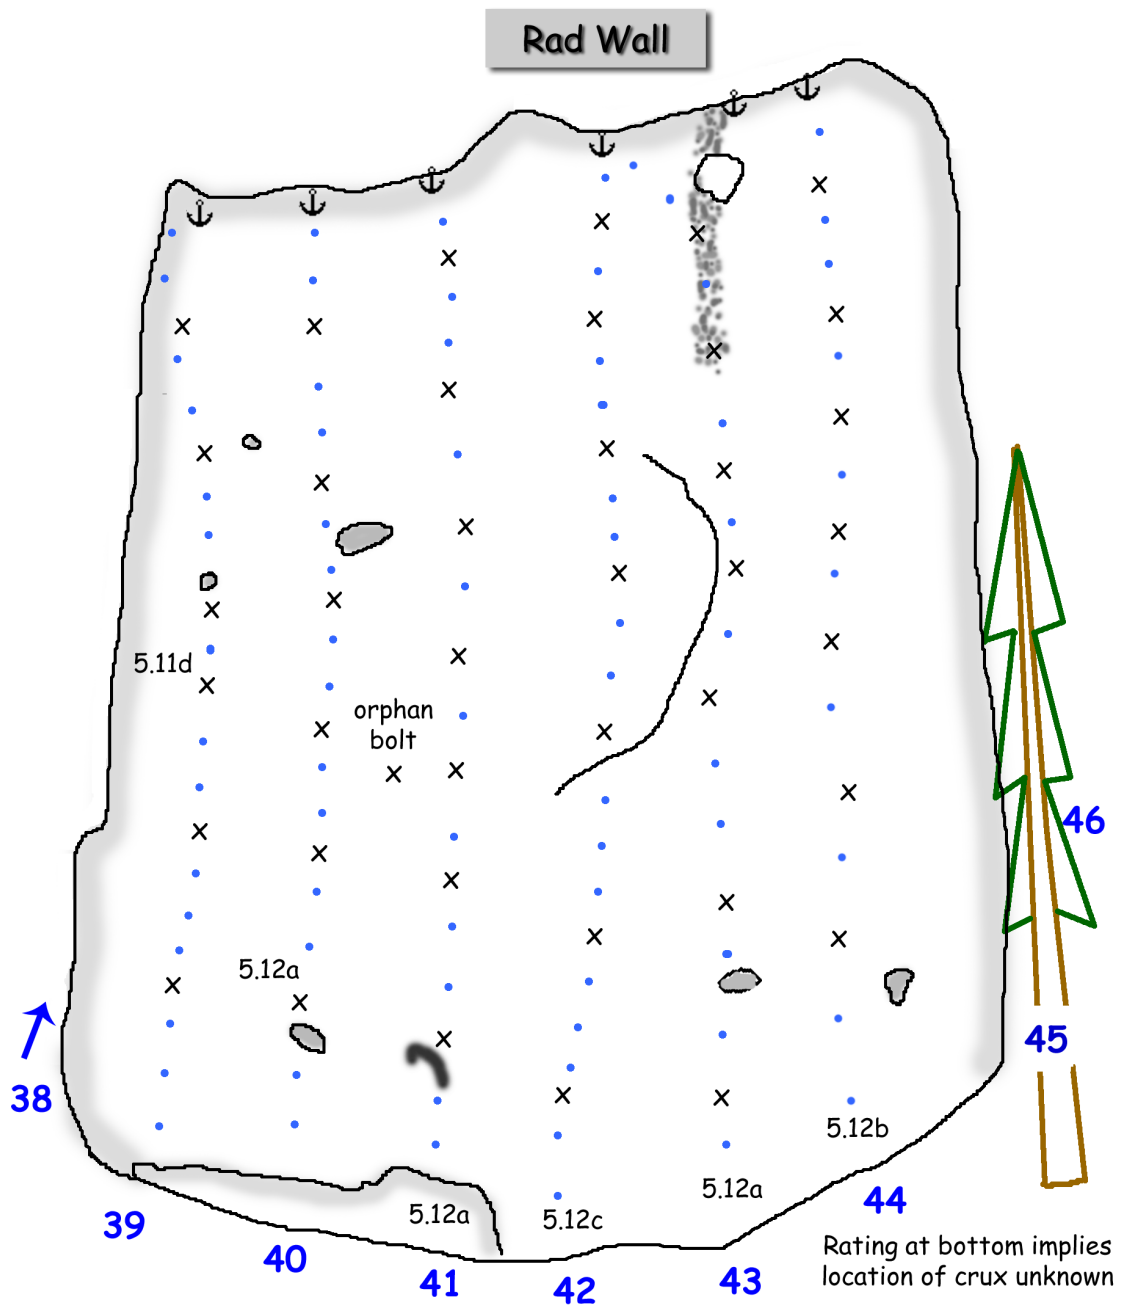 Rad Wall
5.11d
orphan
bolt
46
5.12a
45
38
5.12b
5.12a
44
5.12a
5.12c
39
Rating at bottom implies
location of crux unknown
40
41
42
43